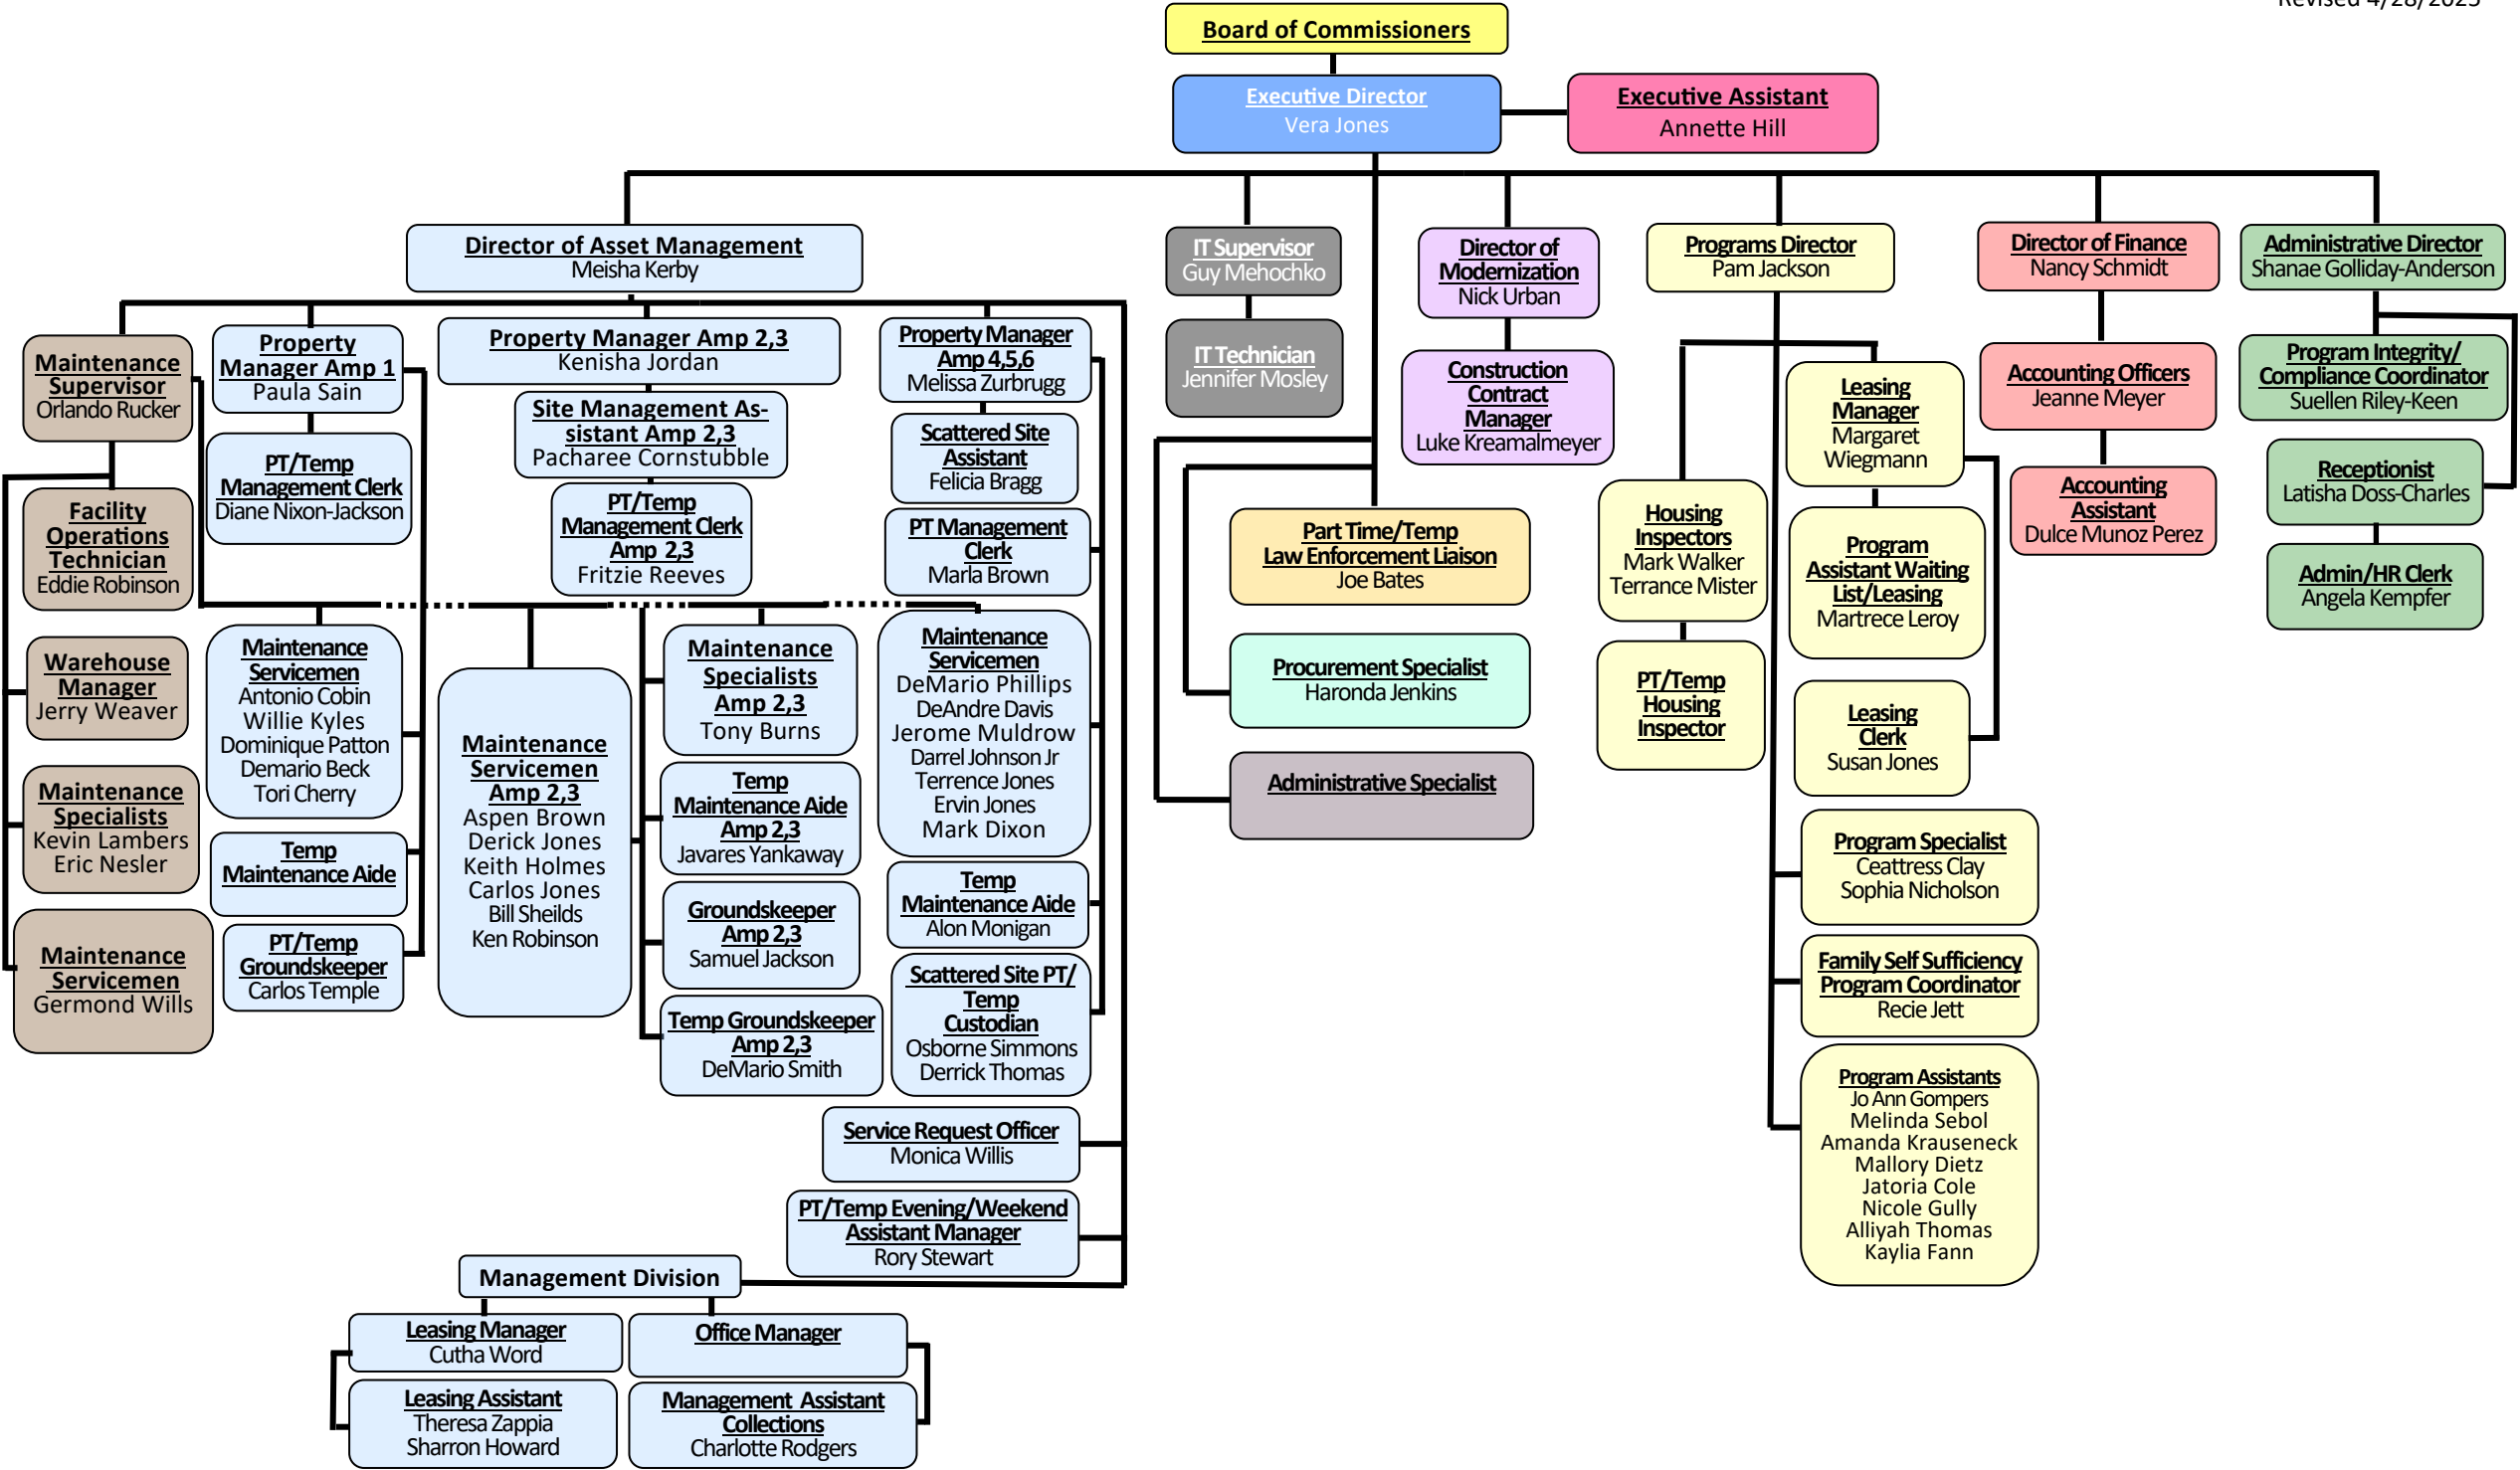 Revised 4/28/2025
Board of Commissioners
Executive Director
Vera Jones
Executive Assistant
Annette Hill
Director of Asset Management
Meisha Kerby
IT Supervisor
Guy Mehochko
Director of
Modernization
Nick Urban
Programs Director
Pam Jackson
Director of Finance
Nancy Schmidt
Administrative Director
Shanae Golliday-Anderson
Maintenance
Supervisor
Orlando Rucker
Property
Manager Amp 1
Paula Sain
Property Manager Amp 2,3
Kenisha Jordan
Property Manager
Amp 4,5,6
Melissa Zurbrugg
IT Technician
Jennifer Mosley
Construction
Contract
Manager
Luke Kreamalmeyer
Leasing
Manager
Margaret
Wiegmann
Accounting Officers
Jeanne Meyer
Program Integrity/
Compliance Coordinator
Suellen Riley-Keen
PT/Temp
Management Clerk
Diane Nixon-Jackson
Site Management As-
sistant Amp 2,3
Pacharee Cornstubble
Scattered Site
Assistant
Felicia Bragg
Receptionist
Latisha Doss-Charles
Accounting
Assistant
Dulce Munoz Perez
Facility
Operations
Technician
Eddie Robinson
PT/Temp
Management Clerk
Amp 2,3
Fritzie Reeves
PT Management
Clerk
Marla Brown
Part Time/Temp
Law Enforcement Liaison
Joe Bates
Housing
Inspectors
Mark Walker
Terrance Mister
Program
Assistant Waiting
List/Leasing
Martrece Leroy
Admin/HR Clerk
Angela Kempfer
Warehouse
Manager
Jerry Weaver
Maintenance
Servicemen
Antonio Cobin
Willie Kyles
Dominique Patton
Demario Beck
Tori Cherry
Maintenance
Servicemen
Amp 2,3
Aspen Brown
Derick Jones
Keith Holmes
Carlos Jones
Bill Sheilds
Ken Robinson
Maintenance
Specialists
Amp 2,3
Tony Burns
Maintenance
Servicemen
DeMario Phillips
DeAndre Davis
Jerome Muldrow
Darrel Johnson Jr
Terrence Jones
Ervin Jones
Mark Dixon
Procurement Specialist
Haronda Jenkins
PT/Temp
Housing
Inspector
Leasing
Clerk
Susan Jones
Maintenance
Specialists
Kevin Lambers
Eric Nesler
Temp
Maintenance Aide
Temp
Maintenance Aide
Amp 2,3
Javares Yankaway
Temp
Maintenance Aide
Alon Monigan
Administrative Specialist
Program Specialist
Ceattress Clay
Sophia Nicholson
Maintenance
Servicemen
Germond Wills
PT/Temp
Groundskeeper
Carlos Temple
Groundskeeper
Amp 2,3
Samuel Jackson
Scattered Site PT/
Temp
Custodian
Osborne Simmons
Derrick Thomas
Family Self Sufficiency
Program Coordinator
Recie Jett
Temp Groundskeeper
Amp 2,3
DeMario Smith
Program Assistants
Jo Ann Gompers
Melinda Sebol
Amanda Krauseneck
Mallory Dietz
Jatoria Cole
Nicole Gully
Alliyah Thomas
Kaylia Fann
Service Request Officer
Monica Willis
PT/Temp Evening/Weekend
Assistant Manager
Rory Stewart
Management Division
Leasing Manager
Cutha Word
Office Manager
Leasing Assistant
Theresa Zappia
Sharron Howard
Management Assistant
Collections
Charlotte Rodgers